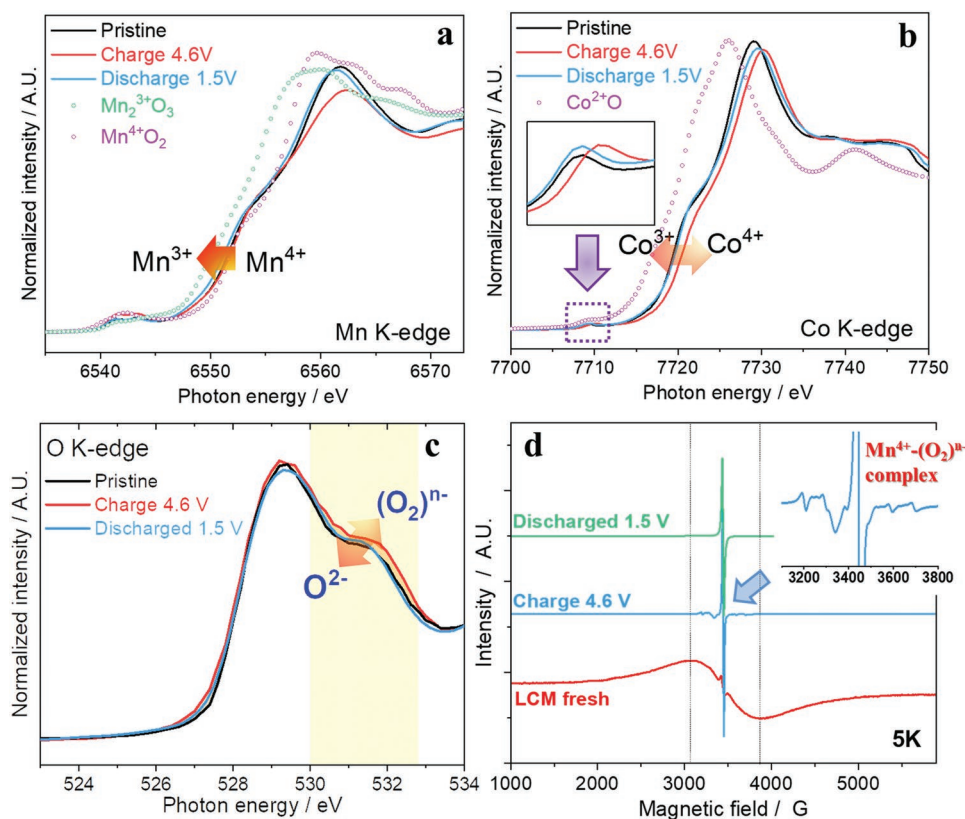 a
Pristine
Charge 4.6V
Discharge 1.5V
Mn₂³⁺O₃
Mn⁴⁺O₂
Mn³⁺
Mn⁴⁺
Mn K-edge
Normalized intensity / A.U.
6540
6550
6560
6570
Photon energy / eV
b
Pristine
Charge 4.6V
Discharge 1.5V
Co²⁺O
Co³⁺
Co⁴⁺
Co K-edge
Normalized intensity / A.U.
7700
7710
7720
7730
7740
7750
Photon energy / eV
c
O K-edge
Pristine
Charge 4.6 V
Discharged 1.5 V
(O₂)ⁿ⁻
O²⁻
Normalized intensity / A.U.
524
526
528
530
532
534
Photon energy / eV
d
Mn⁴⁺-(O₂)ⁿ⁻
complex
3200
3400
3600
3800
Discharged 1.5 V
Charge 4.6 V
LCM fresh
5K
Intensity / A.U.
1000
2000
3000
4000
5000
Magnetic field / G